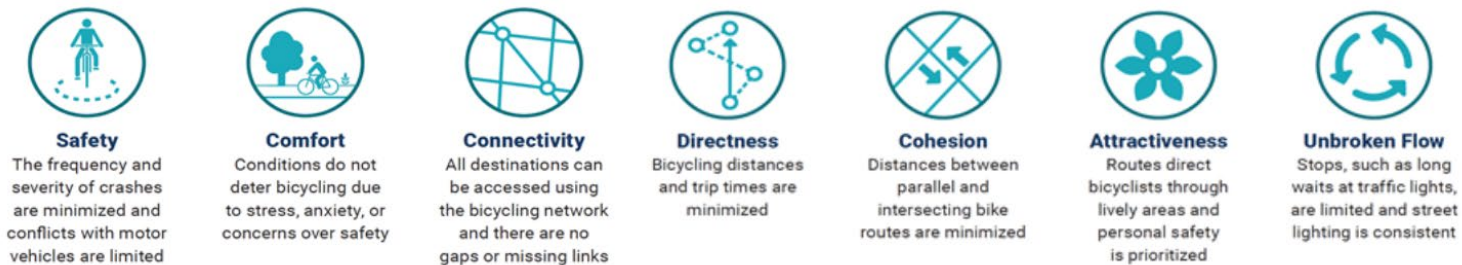 Safety
The frequency and
severity of crashes
are minimized and
conflicts with motor
vehicles are limited
Comfort
Conditions do not
deter bicycling due
to stress, anxiety, or
concerns over safety
Connectivity
All destinations can
be accessed using
the bicycling network
and there are no
gaps or missing links
Directness
Bicycling distances
and trip times are
minimized
Cohesion
Distances between
parallel and
intersecting bike
routes are minimized
Attractiveness
Routes direct
bicyclists through
lively areas and
personal safety
is prioritized
Unbroken Flow
Stops, such as long
waits at traffic lights,
are limited and street
lighting is consistent